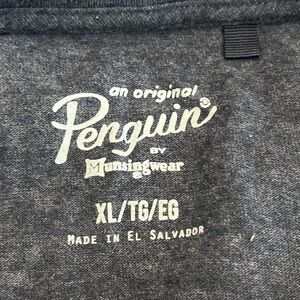 an original
Penguin®
BY
Munsingwear
XL/TG/EG
MADE IN EL SALVADOR